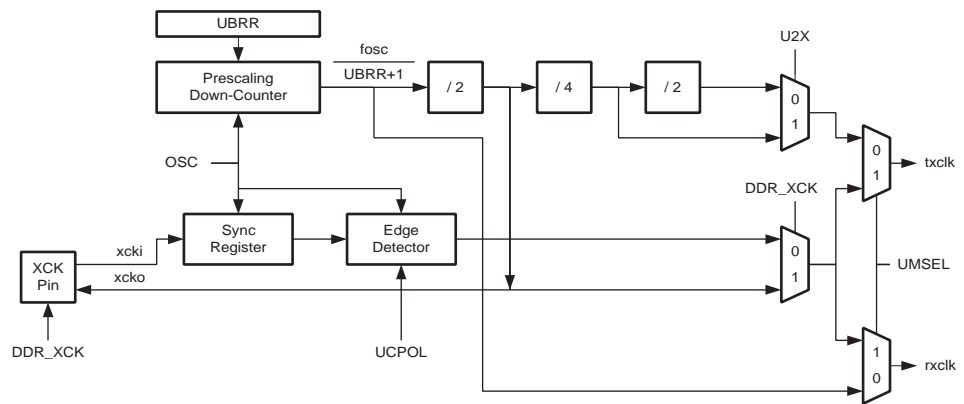 UBRR
fosc
U2X
Prescaling
Down-Counter
UBRR+1
/ 2
/ 4
/ 2
0
1
OSC
0
1
txclk
DDR_XCK
Sync
Register
Edge
Detector
xcki
0
1
XCK
Pin
xcko
UMSEL
DDR_XCK
UCPOL
1
0
rxclk